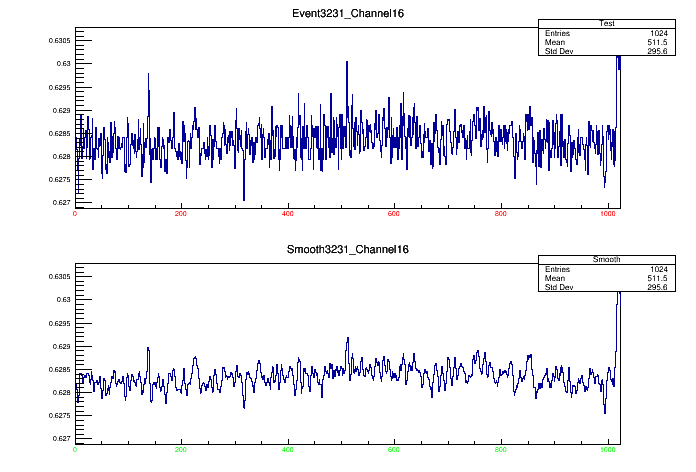 Event3231_Channel16
Test
Entries 1024
Mean 511.5
Std Dev 295.6
0.6305
0.63
0.6295
0.629
0.6285
0.628
0.6275
0.627
0 200 400 600 800 1000
Smooth3231_Channel16
Smooth
Entries 1024
Mean 511.5
Std Dev 295.6
0.6305
0.63
0.6295
0.629
0.6285
0.628
0.6275
0.627
0 200 400 600 800 1000